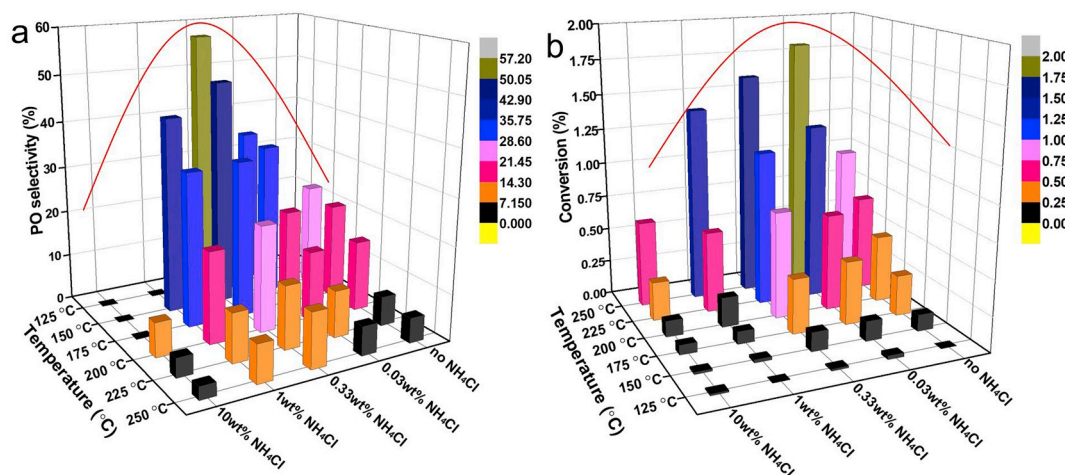 a
PO selectivity (%)
60
50
40
30
20
10
0
125 °C
150 °C
175 °C
200 °C
225 °C
250 °C
Temperature (°C)
10wt% NH₄Cl
1wt% NH₄Cl
0.33wt% NH₄Cl
0.03wt% NH₄Cl
no NH₄Cl
57.20
50.05
42.90
35.75
28.60
21.45
14.30
7.150
0.000
b
Conversion (%)
2.00
1.75
1.50
1.25
1.00
0.75
0.50
0.25
0.00
250 °C
225 °C
200 °C
175 °C
150 °C
125 °C
Temperature (°C)
10wt% NH₄Cl
1wt% NH₄Cl
0.33wt% NH₄Cl
0.03wt% NH₄Cl
no NH₄Cl
2.00
1.75
1.50
1.25
1.00
0.75
0.50
0.25
0.00